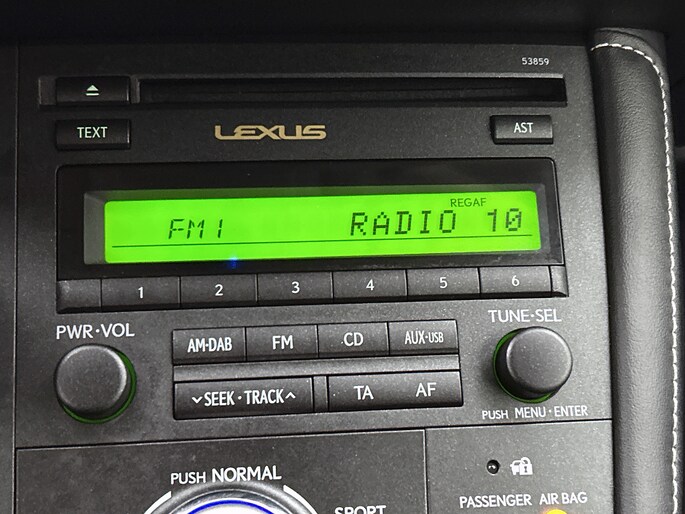 53859
TEXT LEXUS AST
REGAF
FM1 RADIO 10
1 2 3 4 5 6
PWR·VOL TUNE·SEL
AM·DAB FM CD AUX·USB
SEEK·TRACK TA AF
PUSH MENU·ENTER
PUSH NORMAL
SPORT
PASSENGER AIR BAG